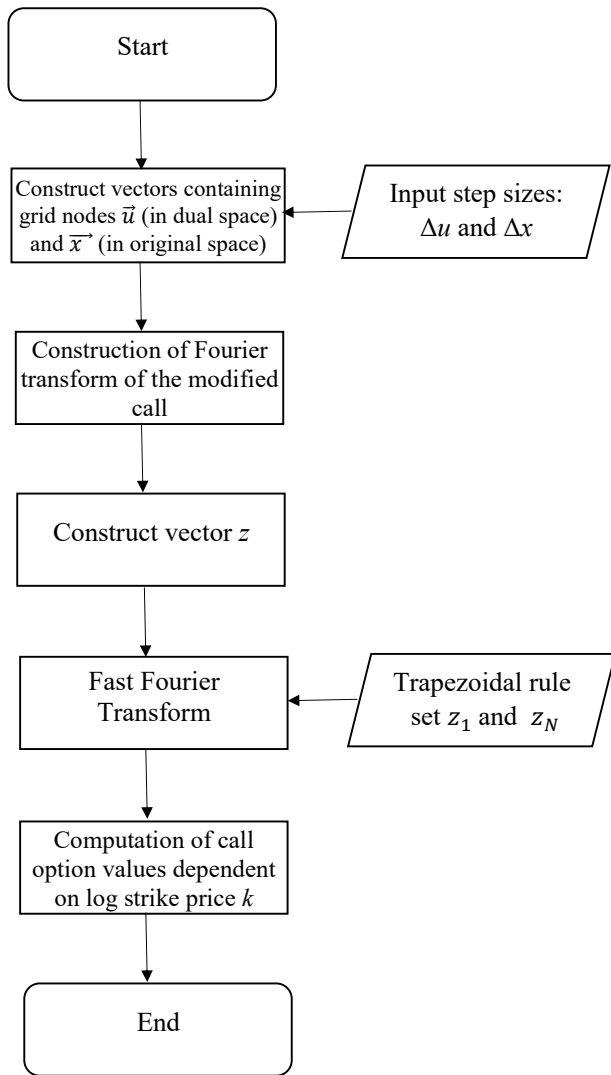 Start
Construct vectors containing
grid nodes u⃗ (in dual space)
and x⃗ (in original space)
Input step sizes:
Δu and Δx
Construction of Fourier
transform of the modified
call
Construct vector z
Fast Fourier
Transform
Trapezoidal rule
set z₁ and z_N
Computation of call
option values dependent
on log strike price k
End